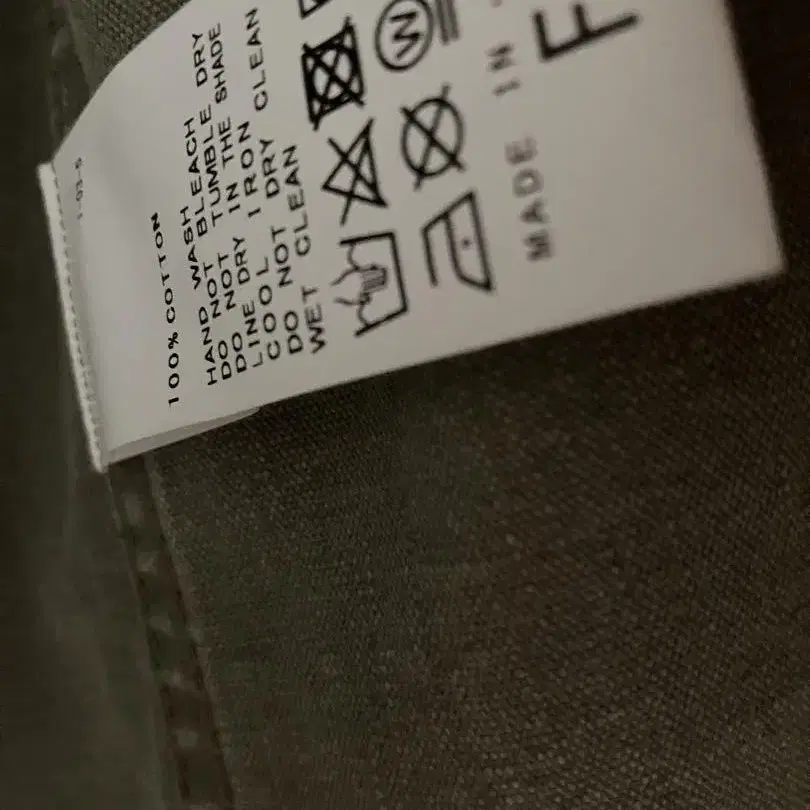 100% COTTON
HAND WASH
DO NOT BLEACH
DO NOT TUMBLE DRY
LINE DRY IN THE SHADE
COOL IRON
DO NOT DRY CLEAN
WET CLEAN
W
MADE IN
F